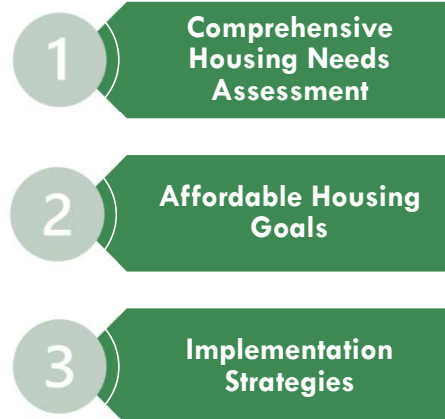 1
Comprehensive
Housing Needs
Assessment
2
Affordable Housing
Goals
3
Implementation
Strategies